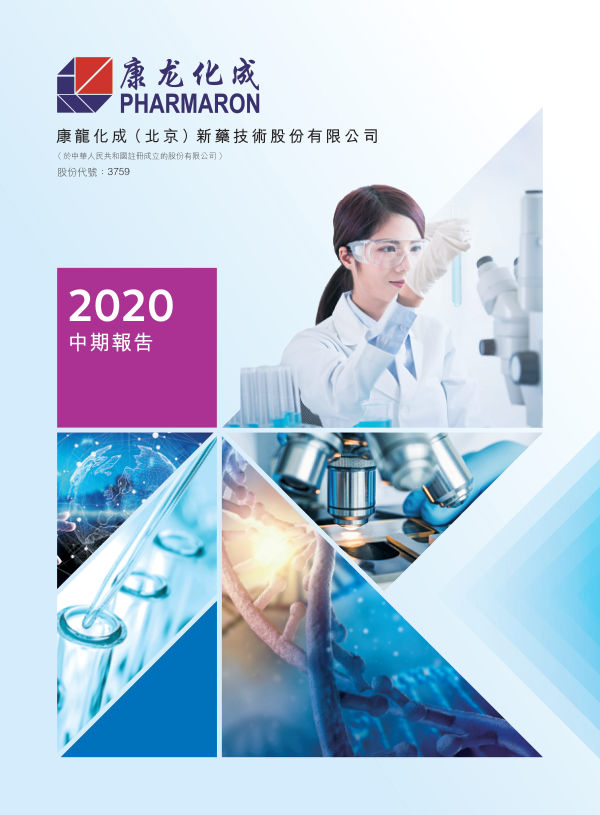 康龙化成
PHARMARON
康龍化成（北京）新藥技術股份有限公司
（於中華人民共和國註冊成立的股份有限公司）
股份代號：3759
2020
中期報告